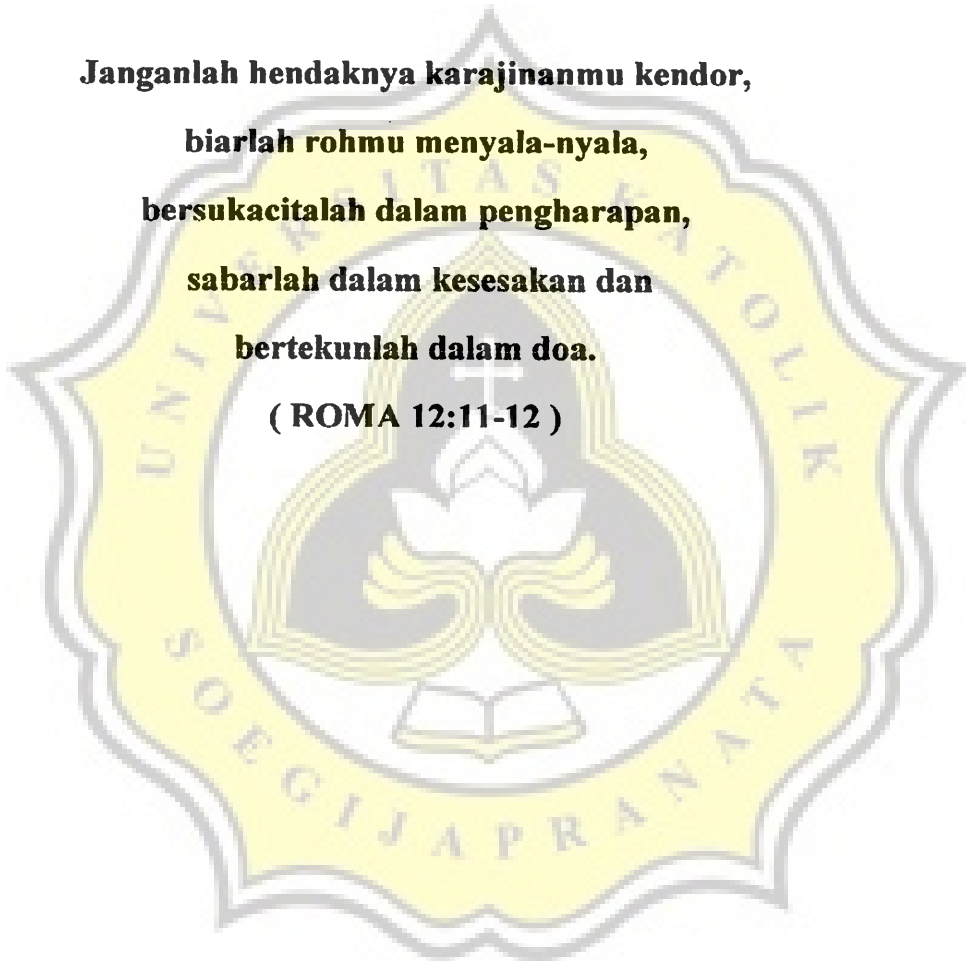 Janganlah hendaknya karajinanmu kendor,
biarlah rohmu menyala-nyala,
bersukacitalah dalam pengharapan,
sabarlah dalam kesesakan dan
bertekunlah dalam doa.
( ROMA 12:11-12 )
UNIVERSITAS KATOLIK
SOEGIJAPRANATA